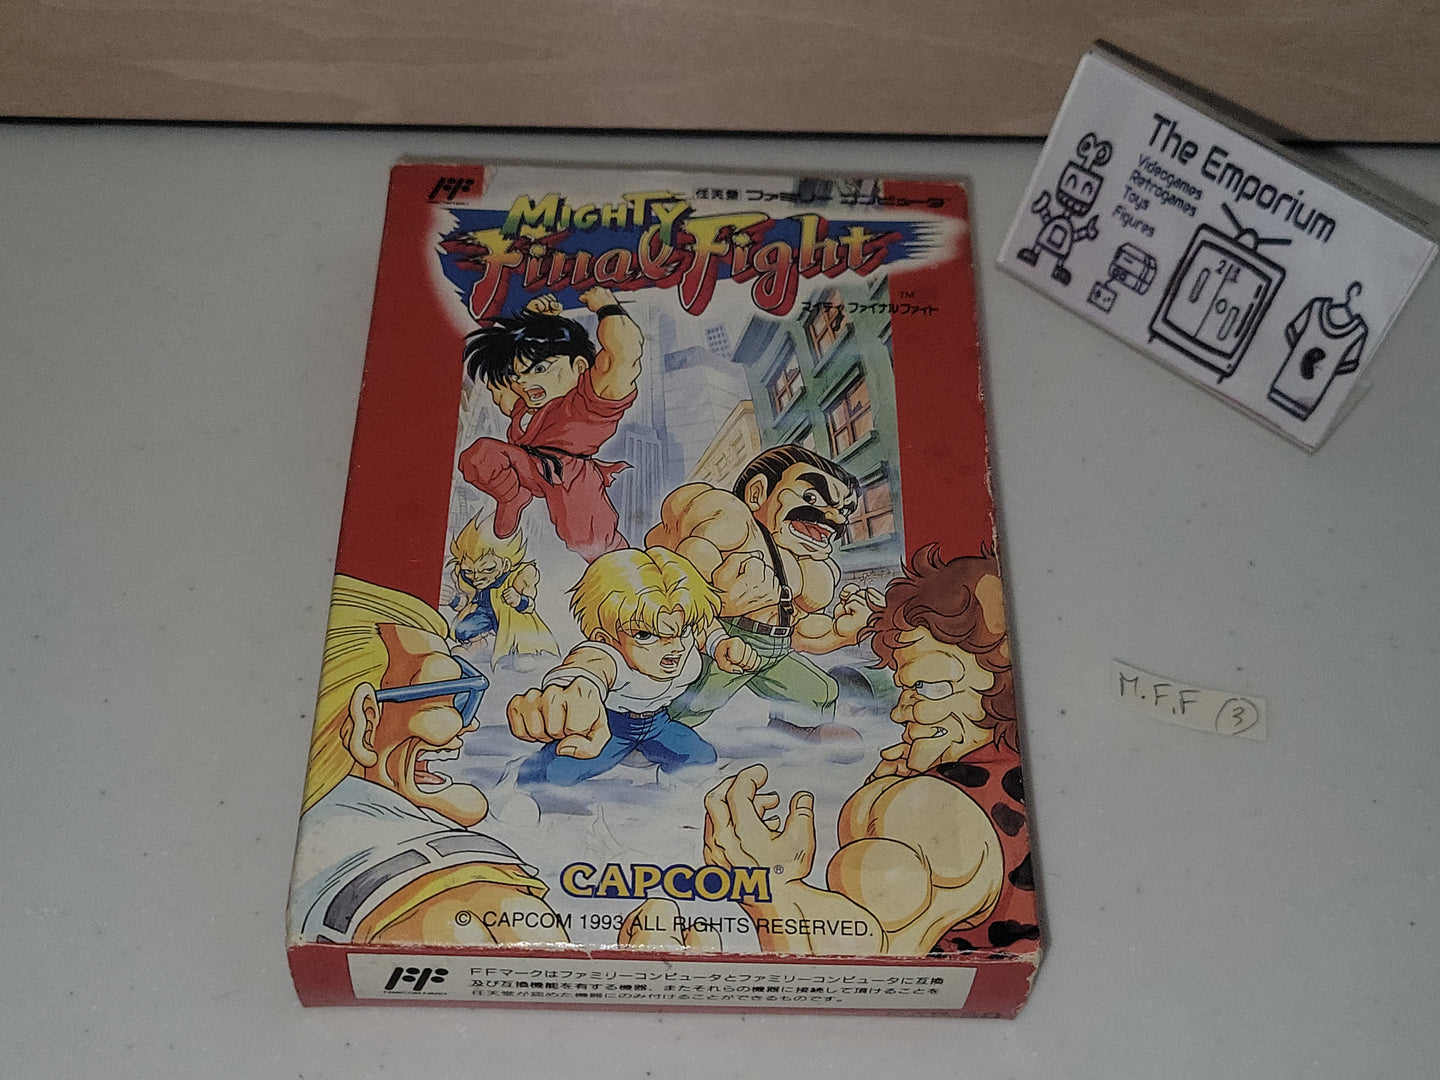 FF
任天堂 ファミリーコンピュータ
MIGHTY
Final Fight
TM
マイティ ファイナルファイト
CAPCOM®
© CAPCOM 1993 ALL RIGHTS RESERVED.
FF
FFマークはファミリーコンピュータとファミリーコンピュータに互換
及び互換機能を有する機器、またそれらの機器に接続して頂けることを
任天堂が認めた機器にのみ付けることができるものです。
The Emporium
Videogames
Retrogames
Toys
Figures
M.F.F (3)